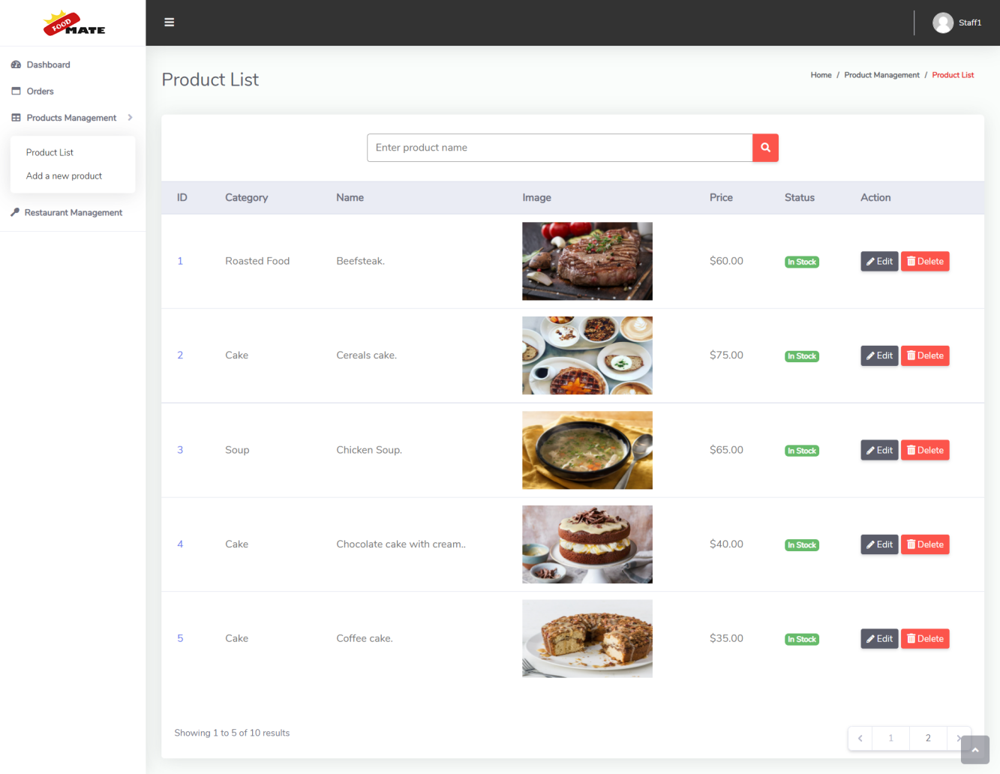 FOOD
MATE
Staff1
Dashboard
Orders
Products Management
Product List
Add a new product
Restaurant Management
Product List
Home / Product Management / Product List
Enter product name
ID Category Name Image Price Status Action
1 Roasted Food Beefsteak. $60.00 In Stock Edit Delete
2 Cake Cereals cake. $75.00 In Stock Edit Delete
3 Soup Chicken Soup. $65.00 In Stock Edit Delete
4 Cake Chocolate cake with cream.. $40.00 In Stock Edit Delete
5 Cake Coffee cake. $35.00 In Stock Edit Delete
Showing 1 to 5 of 10 results
‹ 1 2 ›